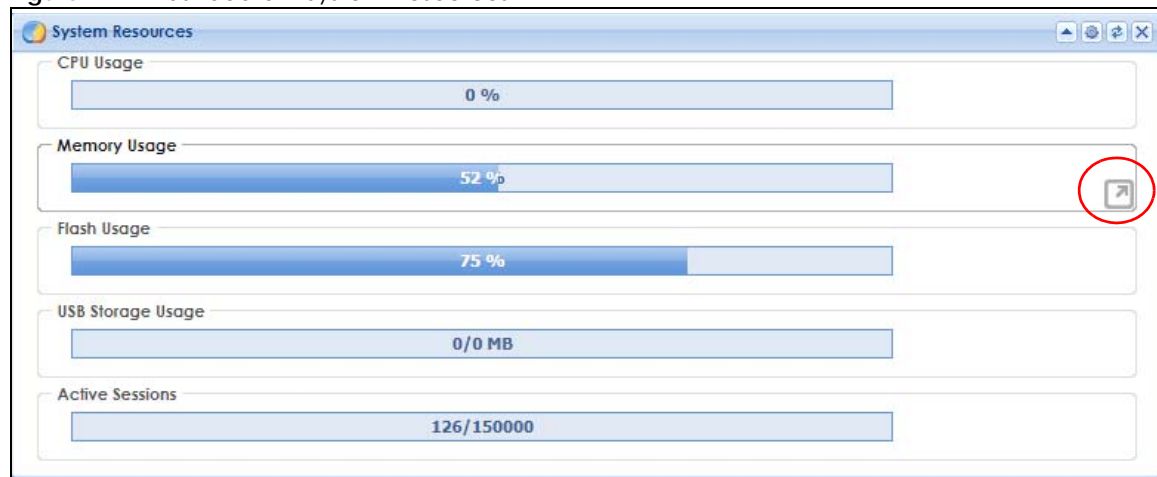 System Resources
CPU Usage
0 %
Memory Usage
52 %
Flash Usage
75 %
USB Storage Usage
0/0 MB
Active Sessions
126/150000